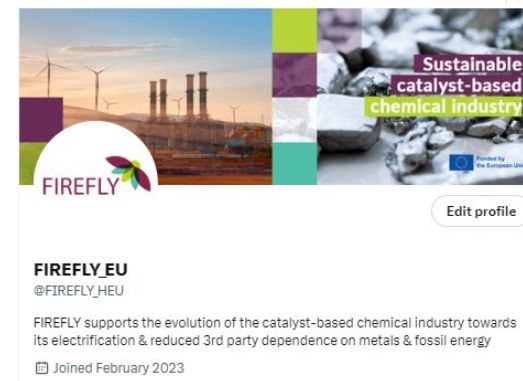 Sustainable
catalyst-based
chemical industry
Funded by
the European Union
FIREFLY
Edit profile
FIREFLY_EU
@FIREFLY_HEU
FIREFLY supports the evolution of the catalyst-based chemical industry towards
its electrification & reduced 3rd party dependence on metals & fossil energy
Joined February 2023